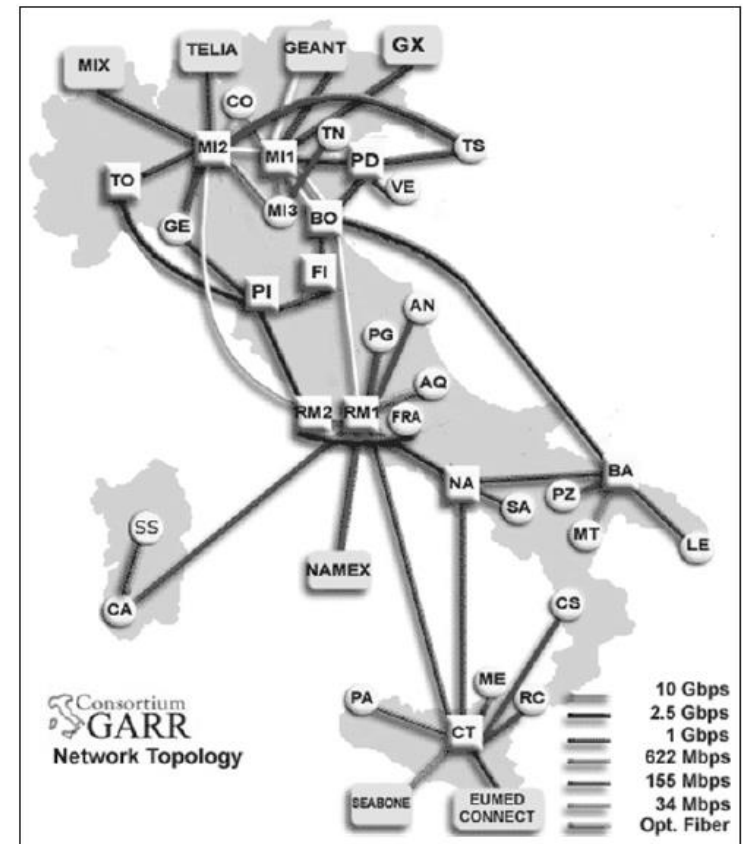 MIX
TELIA
GEANT
GX
CO
TN
MI2
MI1
PD
TS
TO
VE
MI3
BO
GE
FI
PI
AN
PG
AQ
RM2
RM1
FRA
NA
BA
PZ
SA
SS
MT
LE
NAMEX
CA
CS
ME
PA
RC
CT
SEABONE
EUMED
CONNECT
Consortium
GARR
Network Topology
10 Gbps
2.5 Gbps
1 Gbps
622 Mbps
155 Mbps
34 Mbps
Opt. Fiber